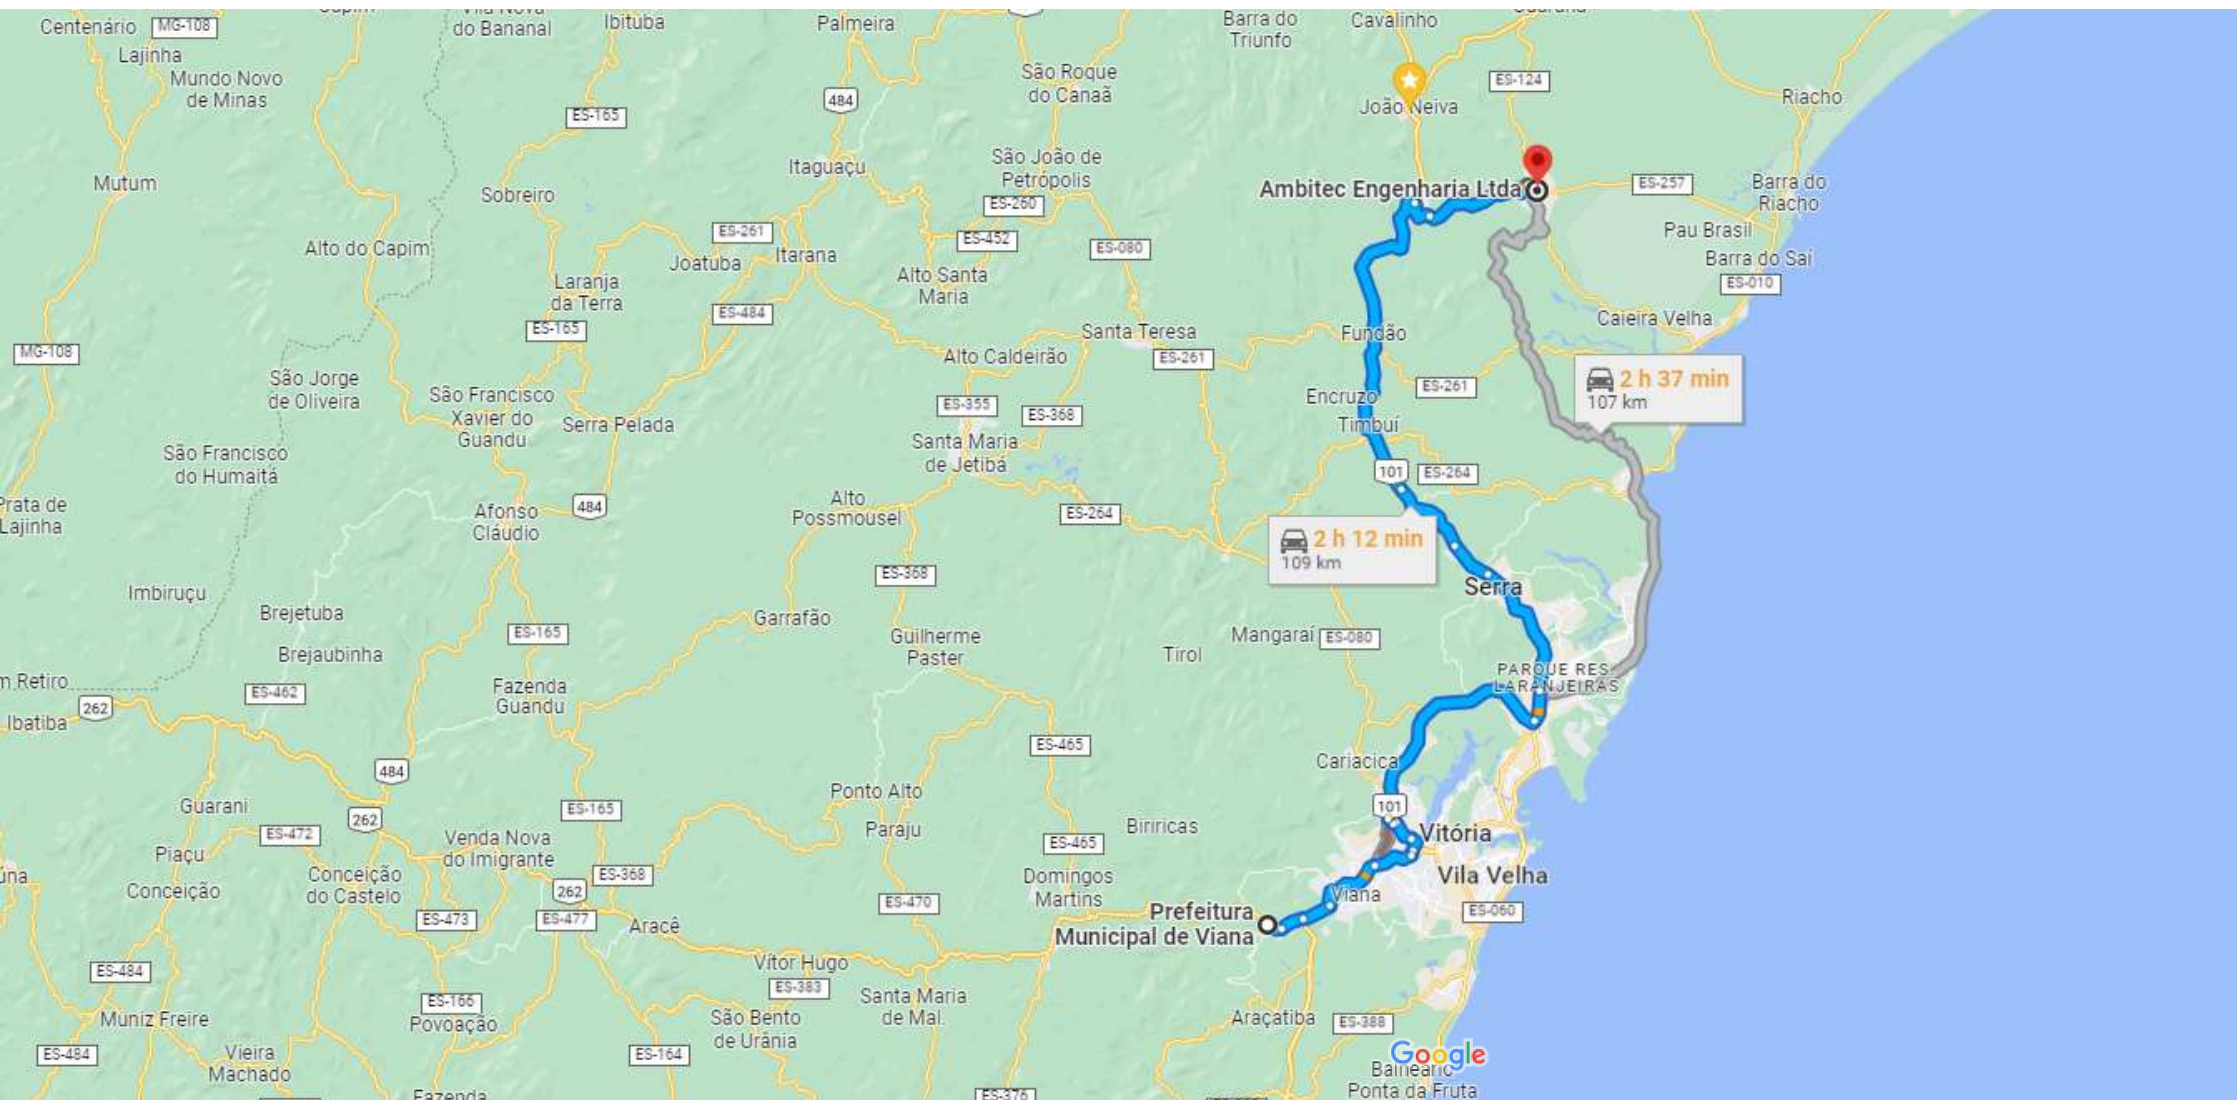 Centenário
MG-108
Lajinha
Mundo Novo
de Minas
do Bananal
Ibituba
Palmeira
Barra do
Triunfo
Cavalinho
São Roque
do Canaã
484
ES-165
ES-124
João Neiva
Riacho
Mutum
Sobreiro
Itaguaçu
São João de
Petrópolis
ES-260
Ambitec Engenharia Ltda
ES-257
Barra do
Riacho
Alto do Capim
ES-261
Joatuba
Itarana
ES-452
ES-080
Pau Brasil
Barra do Saí
ES-010
Laranja
da Terra
ES-165
ES-484
Alto Santa
Maria
Caieira Velha
MG-108
São Jorge
de Oliveira
Santa Teresa
ES-261
Alto Caldeirão
Fundão
ES-261
2 h 37 min
107 km
São Francisco
Xavier do
Guandu
Serra Pelada
ES-355
ES-368
Encruzo
Timbuí
São Francisco
do Humaitá
Santa Maria
de Jetibá
101
ES-264
Prata de
Lajinha
Afonso
Cláudio
484
Alto
Possmousel
ES-264
2 h 12 min
109 km
Serra
Imbiruçu
Brejetuba
Brejaubinha
ES-165
ES-368
Garrafão
Guilherme
Paster
Tirol
Mangaraí
ES-080
PARQUE RES.
LARANJEIRAS
Retiro
262
Ibatiba
ES-462
Fazenda
Guandu
ES-465
Cariacica
484
Guarani
ES-472
262
ES-165
Ponto Alto
Paraju
Biriricas
101
Vitória
Piaçu
Conceição
Conceição
do Castelo
Venda Nova
do Imigrante
262
ES-368
ES-465
Domingos
Martins
Vila Velha
Viana
ES-473
ES-477
Aracê
ES-470
Prefeitura
Municipal de Viana
ES-060
ES-484
Vítor Hugo
ES-383
ES-166
Povoação
Santa Maria
de Mal.
Muniz Freire
São Bento
de Urânia
Araçatiba
ES-388
ES-484
Vieira
Machado
ES-164
Google
Balneário
Ponta da Fruta
Fazenda
ES-376